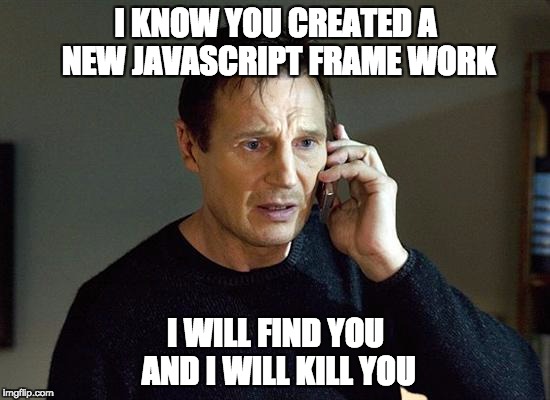 I KNOW YOU CREATED A
NEW JAVASCRIPT FRAME WORK
I WILL FIND YOU
AND I WILL KILL YOU
imgflip.com